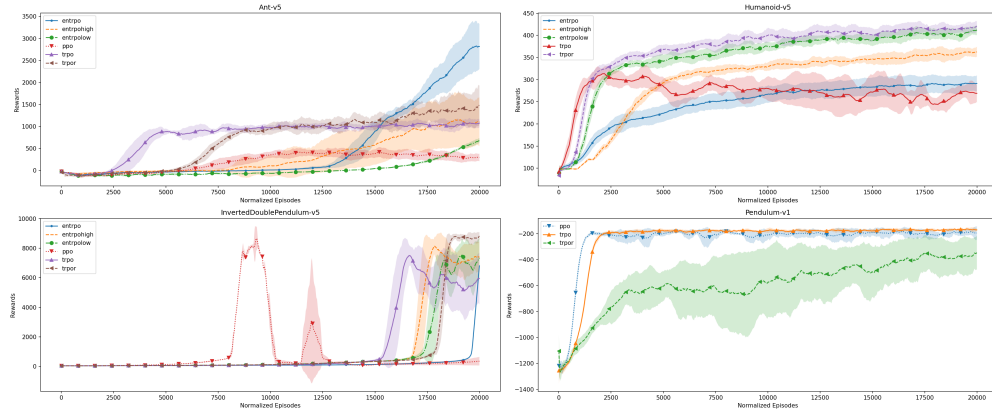 Ant-v5
3500
3000
2500
2000
1500
1000
500
0
Rewards
entrpo
entrpohigh
entrpolow
ppo
trpo
trpor
0
2500
5000
7500
10000
12500
15000
17500
20000
Normalized Episodes
Humanoid-v5
450
400
350
300
250
200
150
100
Rewards
entrpo
entrpohigh
entrpolow
trpo
trpor
0
2500
5000
7500
10000
12500
15000
17500
20000
Normalized Episodes
InvertedDoublePendulum-v5
10000
8000
6000
4000
2000
0
Rewards
entrpo
entrpohigh
entrpolow
ppo
trpo
trpor
0
2500
5000
7500
10000
12500
15000
17500
20000
Normalized Episodes
Pendulum-v1
−200
−400
−600
−800
−1000
−1200
−1400
Rewards
ppo
trpo
trpor
0
2500
5000
7500
10000
12500
15000
17500
20000
Normalized Episodes